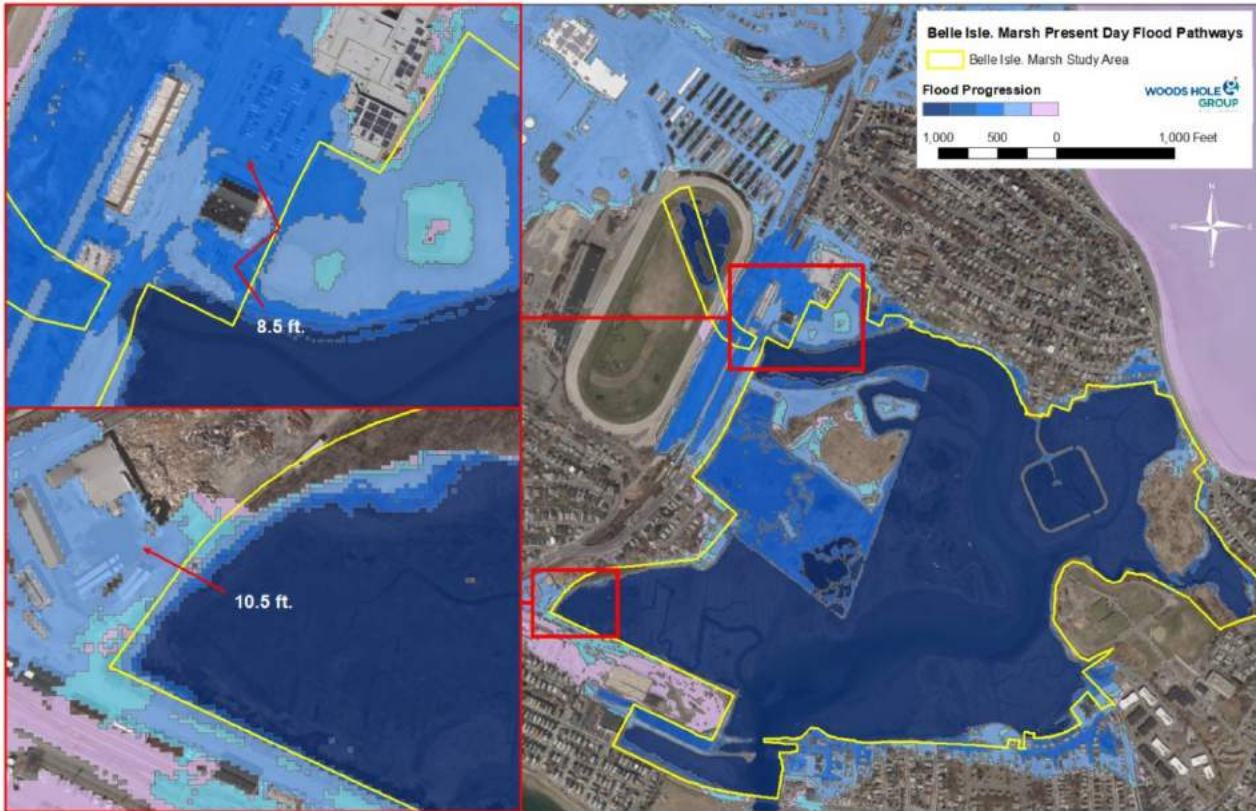 Belle Isle. Marsh Present Day Flood Pathways
Belle Isle. Marsh Study Area
Flood Progression
WOODS HOLE
GROUP
1,000 500 0 1,000 Feet
N
W E
S
8.5 ft.
10.5 ft.